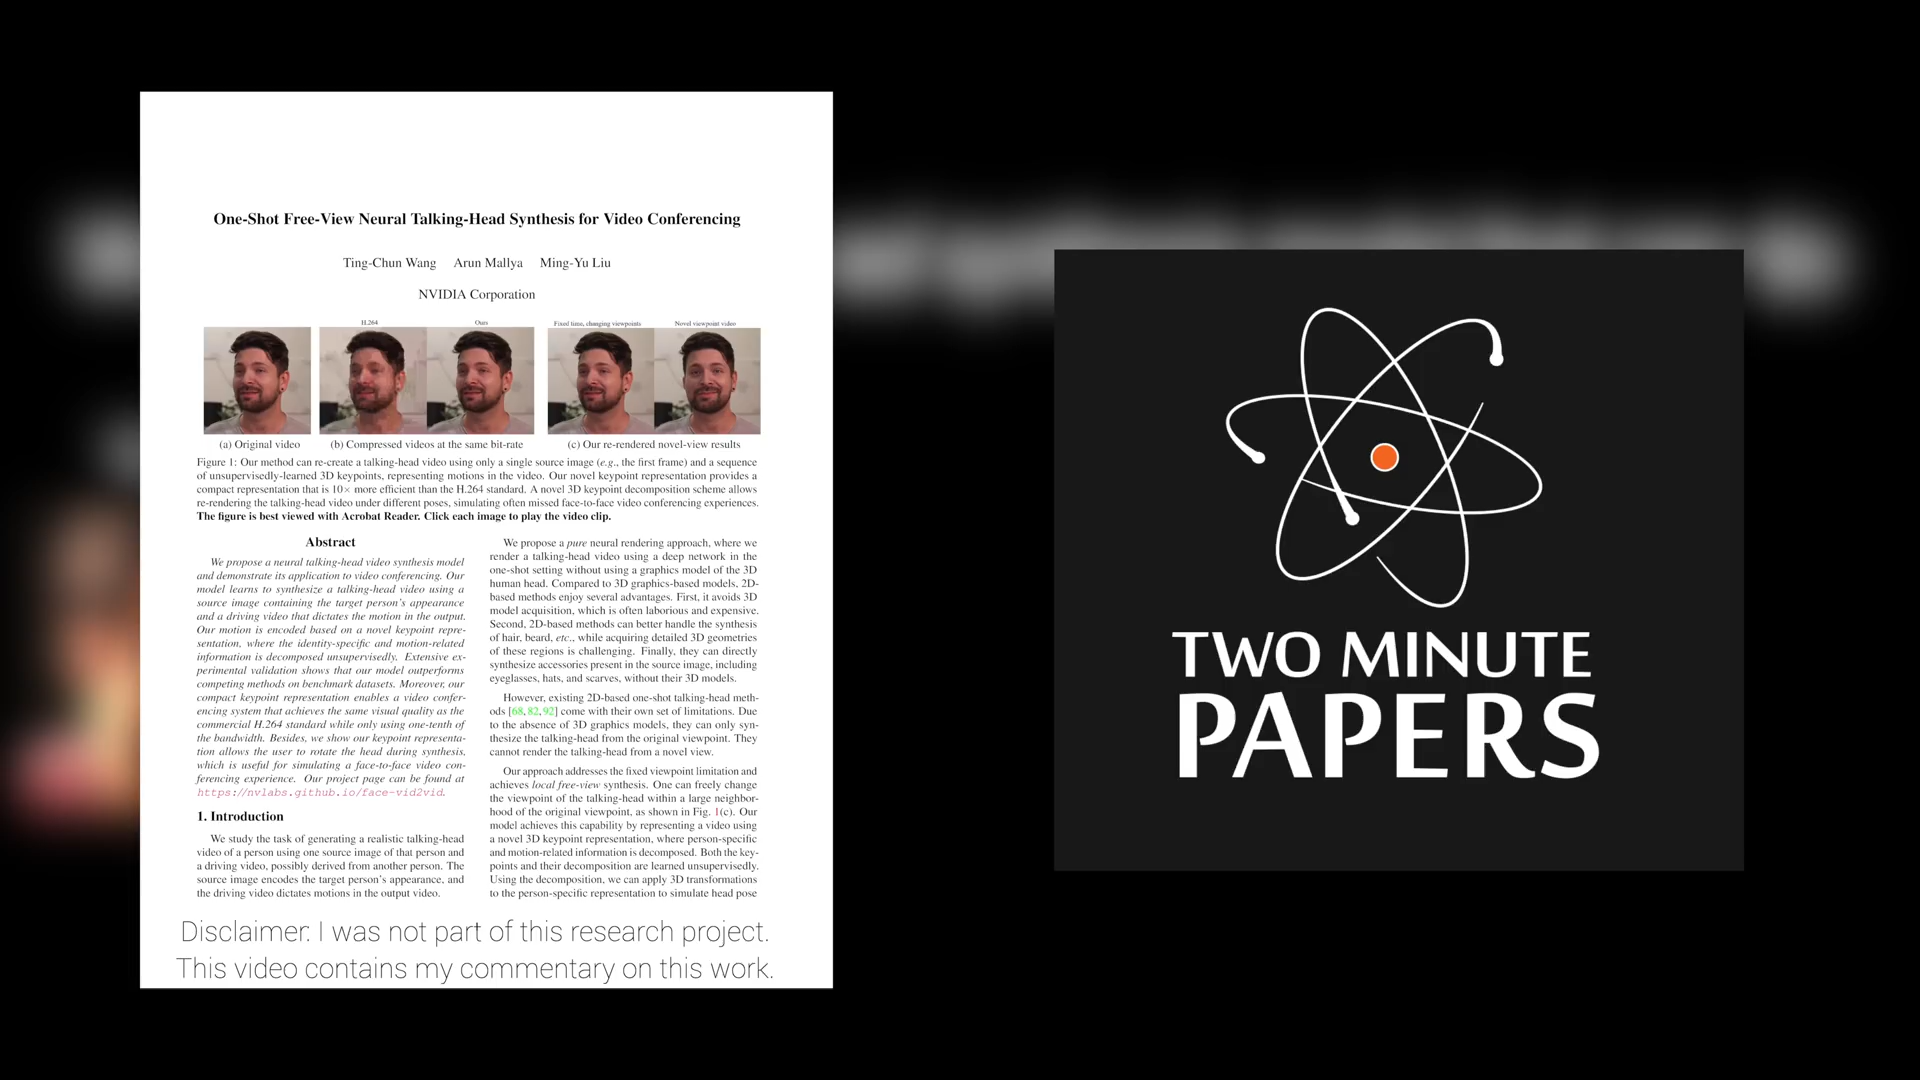 One-Shot Free-View Neural Talking-Head Synthesis for Video Conferencing
Ting-Chun Wang Arun Mallya Ming-Yu Liu
NVIDIA Corporation
H.264 Ours Fixed time, changing viewpoints Novel viewpoint video
(a) Original video (b) Compressed videos at the same bit-rate (c) Our re-rendered novel-view results
Figure 1: Our method can re-create a talking-head video using only a single source image (e.g., the first frame) and a sequence
of unsupervisedly-learned 3D keypoints, representing motions in the video. Our novel keypoint representation provides a
compact representation that is 10× more efficient than the H.264 standard. A novel 3D keypoint decomposition scheme allows
re-rendering the talking-head video under different poses, simulating often missed face-to-face video conferencing experiences.
The figure is best viewed with Acrobat Reader. Click each image to play the video clip.
Abstract
We propose a neural talking-head video synthesis model
and demonstrate its application to video conferencing. Our
model learns to synthesize a talking-head video using a
source image containing the target person's appearance
and a driving video that dictates the motion in the output.
Our motion is encoded based on a novel keypoint repre-
sentation, where the identity-specific and motion-related
information is decomposed unsupervisedly. Extensive ex-
perimental validation shows that our model outperforms
competing methods on benchmark datasets. Moreover, our
compact keypoint representation enables a video confer-
encing system that achieves the same visual quality as the
commercial H.264 standard while only using one-tenth of
the bandwidth. Besides, we show our keypoint representa-
tion allows the user to rotate the head during synthesis,
which is useful for simulating a face-to-face video con-
ferencing experience. Our project page can be found at
https://nvlabs.github.io/face-vid2vid.
1. Introduction
We study the task of generating a realistic talking-head
video of a person using one source image of that person and
a driving video, possibly derived from another person. The
source image encodes the target person's appearance, and
the driving video dictates motions in the output video.
We propose a pure neural rendering approach, where we
render a talking-head video using a deep network in the
one-shot setting without using a graphics model of the 3D
human head. Compared to 3D graphics-based models, 2D-
based methods enjoy several advantages. First, it avoids 3D
model acquisition, which is often laborious and expensive.
Second, 2D-based methods can better handle the synthesis
of hair, beard, etc., while acquiring detailed 3D geometries
of these regions is challenging. Finally, they can directly
synthesize accessories present in the source image, including
eyeglasses, hats, and scarves, without their 3D models.
However, existing 2D-based one-shot talking-head meth-
ods [68, 82, 92] come with their own set of limitations. Due
to the absence of 3D graphics models, they can only syn-
thesize the talking-head from the original viewpoint. They
cannot render the talking-head from a novel view.
Our approach addresses the fixed viewpoint limitation and
achieves local free-view synthesis. One can freely change
the viewpoint of the talking-head within a large neighbor-
hood of the original viewpoint, as shown in Fig. 1(c). Our
model achieves this capability by representing a video using
a novel 3D keypoint representation, where person-specific
and motion-related information is decomposed. Both the key-
points and their decomposition are learned unsupervisedly.
Using the decomposition, we can apply 3D transformations
to the person-specific representation to simulate head pose
Disclaimer: I was not part of this research project.
This video contains my commentary on this work.
TWO MINUTE
PAPERS